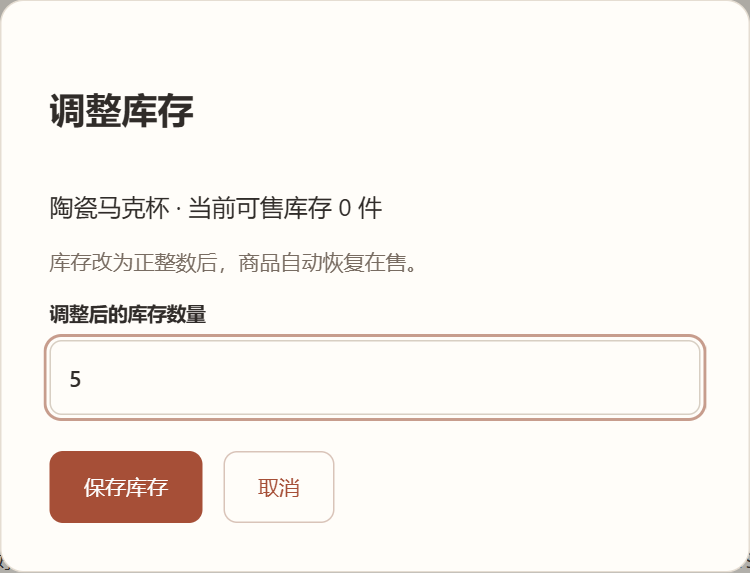 调整库存
陶瓷马克杯 · 当前可售库存 0 件
库存改为正整数后，商品自动恢复在售。
调整后的库存数量
5
保存库存
取消